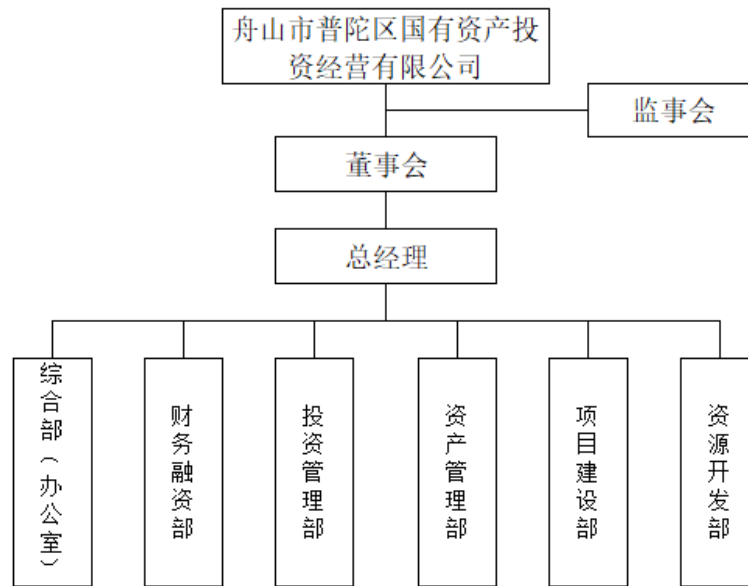 舟山市普陀区国有资产投
资经营有限公司
监事会
董事会
总经理
综合部（办公室）
财务融资部
投资管理部
资产管理部
项目建设部
资源开发部